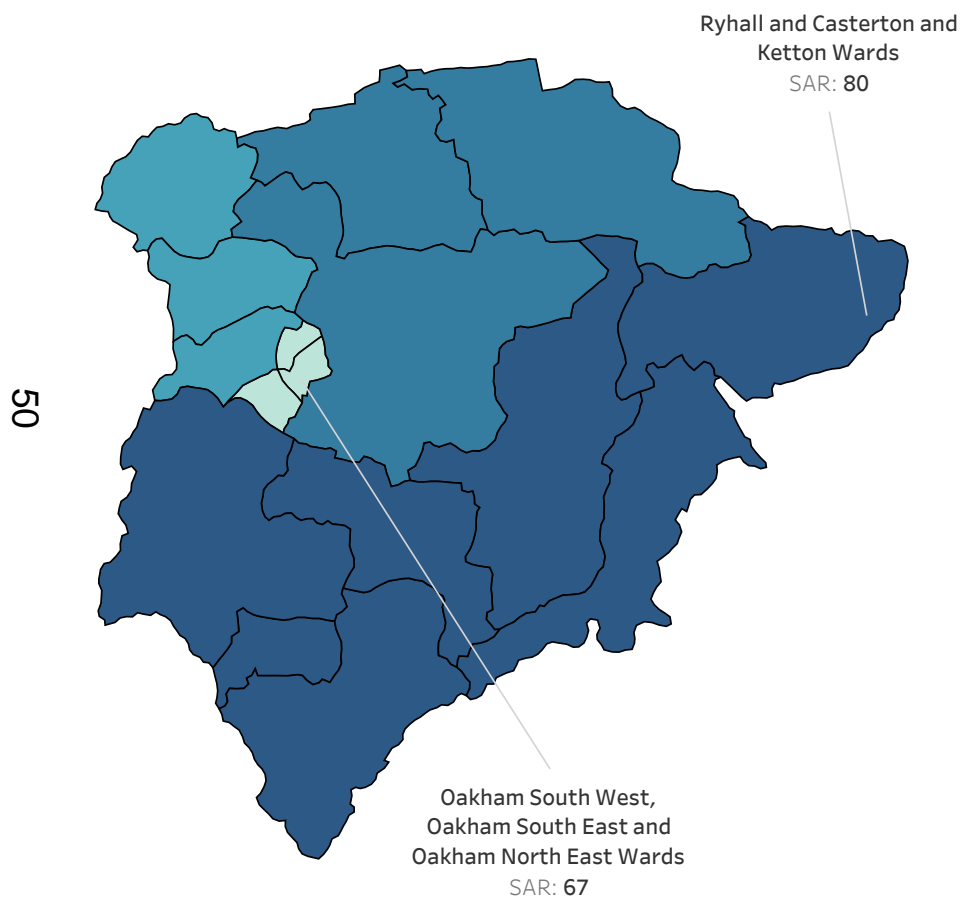 Ryhall and Casterton and
Ketton Wards
SAR: 80
50
Oakham South West,
Oakham South East and
Oakham North East Wards
SAR: 67